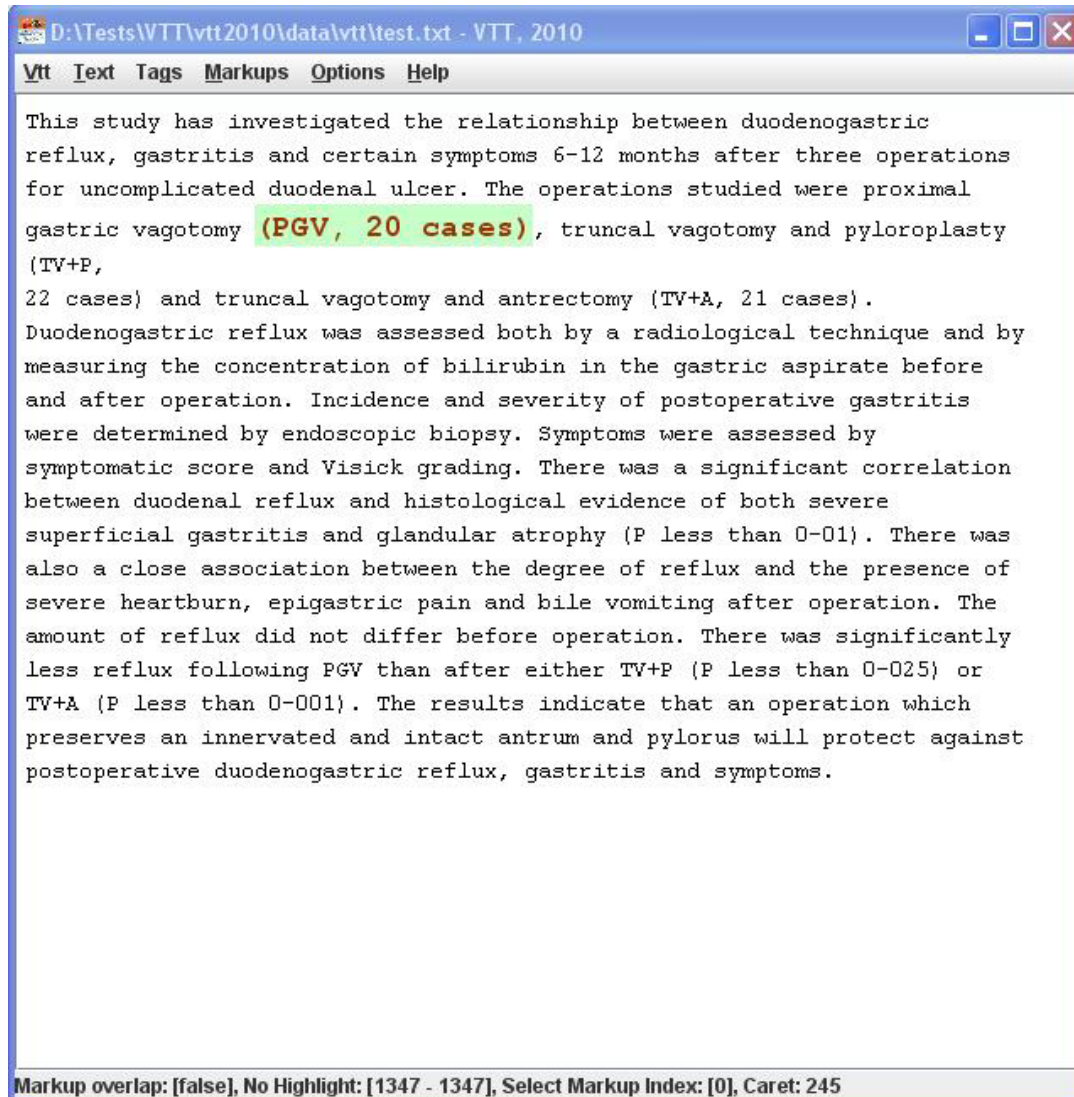 D:\Tests\VTT\vtt2010\data\vtt\test.txt - VTT, 2010
Vtt Text Tags Markups Options Help
This study has investigated the relationship between duodenogastric
reflux, gastritis and certain symptoms 6-12 months after three operations
for uncomplicated duodenal ulcer. The operations studied were proximal
gastric vagotomy (PGV, 20 cases), truncal vagotomy and pyloroplasty
(TV+P,
22 cases) and truncal vagotomy and antrectomy (TV+A, 21 cases).
Duodenogastric reflux was assessed both by a radiological technique and by
measuring the concentration of bilirubin in the gastric aspirate before
and after operation. Incidence and severity of postoperative gastritis
were determined by endoscopic biopsy. Symptoms were assessed by
symptomatic score and Visick grading. There was a significant correlation
between duodenal reflux and histological evidence of both severe
superficial gastritis and glandular atrophy (P less than 0-01). There was
also a close association between the degree of reflux and the presence of
severe heartburn, epigastric pain and bile vomiting after operation. The
amount of reflux did not differ before operation. There was significantly
less reflux following PGV than after either TV+P (P less than 0-025) or
TV+A (P less than 0-001). The results indicate that an operation which
preserves an innervated and intact antrum and pylorus will protect against
postoperative duodenogastric reflux, gastritis and symptoms.
Markup overlap: [false], No Highlight: [1347 - 1347], Select Markup Index: [0], Caret: 245